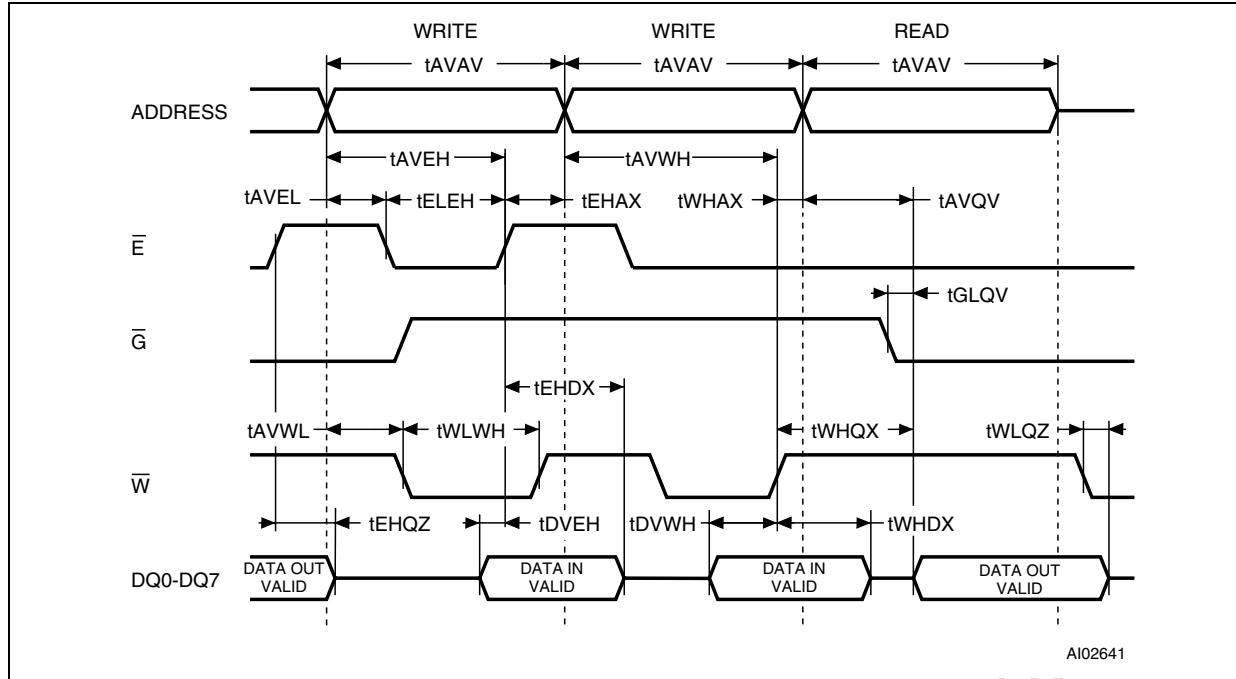 WRITE WRITE READ
tAVAV tAVAV tAVAV
ADDRESS
tAVEH tAVWH
tAVEL tELEH tEHAX tWHAX tAVQV
E
tGLQV
G
tEHDX
tAVWL tWLWH tWHQX tWLQZ
W
tEHQZ tDVEH tDVWH tWHDX
DQ0-DQ7 DATA OUT VALID DATA IN VALID DATA IN VALID DATA OUT VALID
AI02641